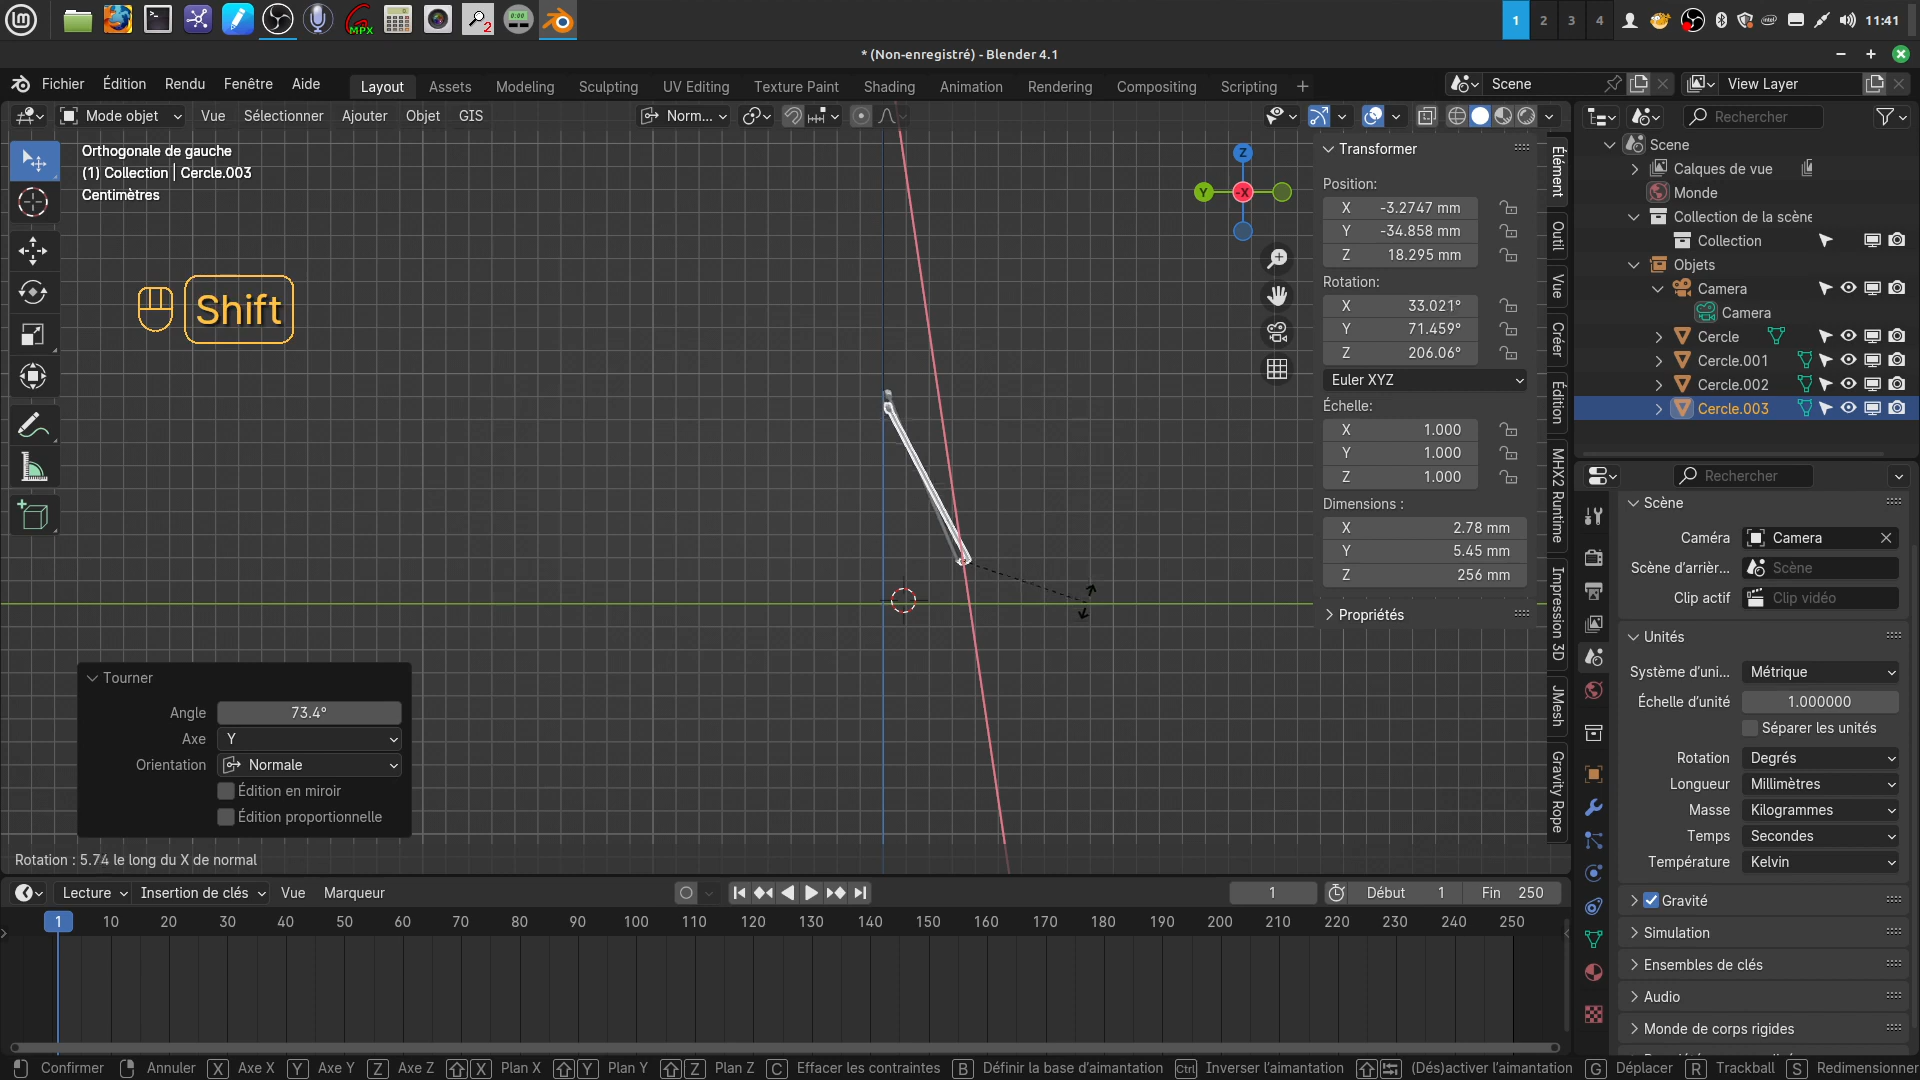 MPX
2
0:00
1
2
3
4
11:41
* (Non-enregistré) - Blender 4.1
Fichier Édition Rendu Fenêtre Aide
Layout Assets Modeling Sculpting UV Editing Texture Paint Shading Animation Rendering Compositing Scripting
Scene
View Layer
Mode objet
Vue Sélectionner Ajouter Objet GIS
Norm...
Rechercher
Orthogonale de gauche
(1) Collection | Cercle.003
Centimètres
Shift
Z
Y
-X
Transformer
Position:
X -3.2747 mm
Y -34.858 mm
Z 18.295 mm
Rotation:
X 33.021°
Y 71.459°
Z 206.06°
Euler XYZ
Échelle:
X 1.000
Y 1.000
Z 1.000
Dimensions :
X 2.78 mm
Y 5.45 mm
Z 256 mm
Propriétés
Élément
Outil
Vue
Créer
Édition
MHX2 Runtime
Impression 3D
JMesh
Gravity Rope
Scene
Calques de vue
Monde
Collection de la scène
Collection
Objets
Camera
Camera
Cercle
Cercle.001
Cercle.002
Cercle.003
Rechercher
Scène
Caméra Camera
Scène d'arrièr... Scène
Clip actif Clip vidéo
Unités
Système d'uni... Métrique
Échelle d'unité 1.000000
Séparer les unités
Rotation Degrés
Longueur Millimètres
Masse Kilogrammes
Temps Secondes
Température Kelvin
Gravité
Simulation
Ensembles de clés
Audio
Monde de corps rigides
Tourner
Angle 73.4°
Axe Y
Orientation Normale
Édition en miroir
Édition proportionnelle
Rotation : 5.74 le long du X de normal
Lecture Insertion de clés Vue Marqueur
1
Début 1
Fin 250
1 10 20 30 40 50 60 70 80 90 100 110 120 130 140 150 160 170 180 190 200 210 220 230 240 250
Confirmer Annuler X Axe X Y Axe Y Z Axe Z X Plan X Y Plan Y Z Plan Z C Effacer les contraintes B Définir la base d'aimantation Ctrl Inverser l'aimantation (Dés)activer l'aimantation G Déplacer R Trackball S Redimensionner